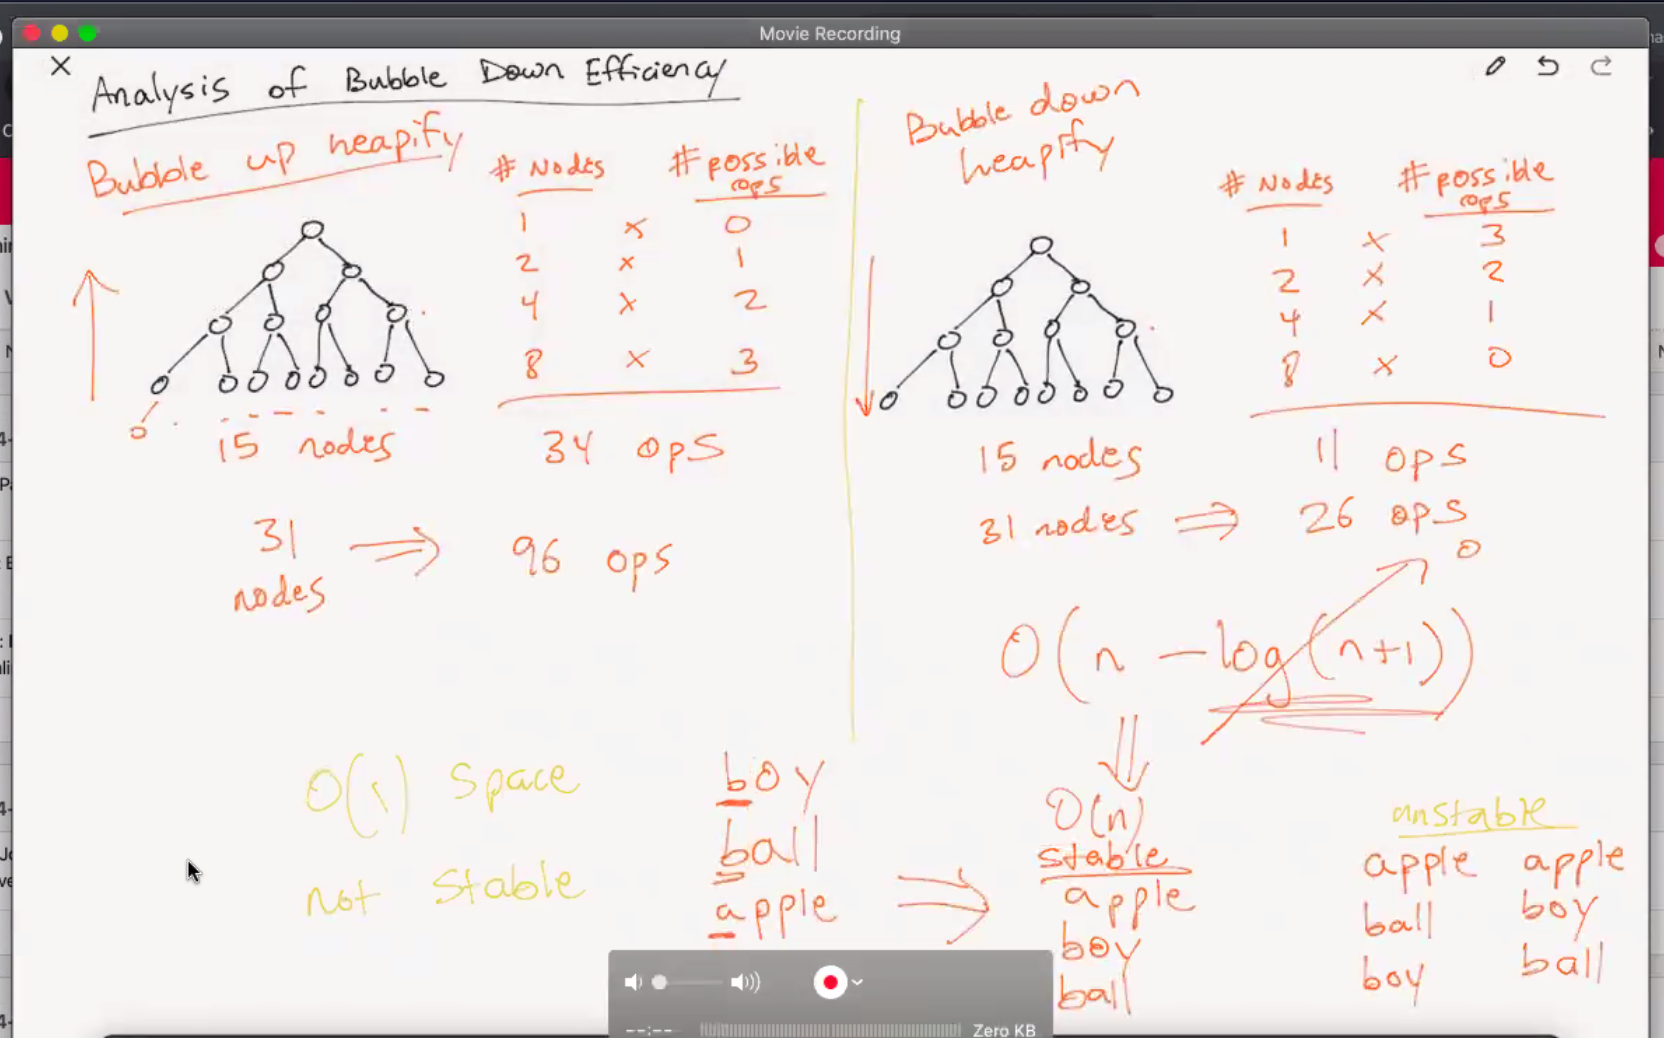 Movie Recording
Analysis of Bubble Down Efficiency
Bubble up heapify
# Nodes # possible ops
1 x 0
2 x 1
4 x 2
8 x 3
15 nodes 34 ops
31 nodes ⇒ 96 ops
Bubble down heapify
# Nodes # possible ops
1 x 3
2 x 2
4 x 1
8 x 0
15 nodes 11 ops
31 nodes ⇒ 26 ops
0
O(n - log(n+1))
⇓
O(n)
O(1) space
not stable
boy
ball
apple
⇒
stable
apple
boy
ball
unstable
apple apple
ball boy
boy ball
--:-- Zero KB